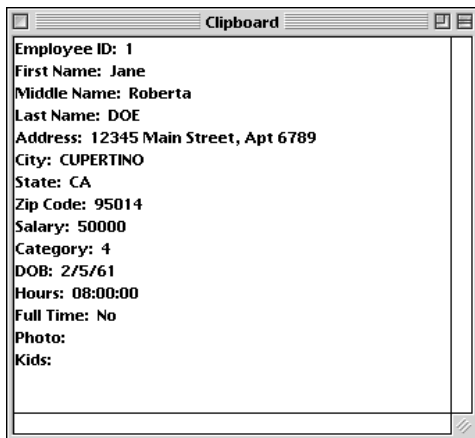 Clipboard
Employee ID: 1
First Name: Jane
Middle Name: Roberta
Last Name: DOE
Address: 12345 Main Street, Apt 6789
City: CUPERTINO
State: CA
Zip Code: 95014
Salary: 50000
Category: 4
DOB: 2/5/61
Hours: 08:00:00
Full Time: No
Photo:
Kids: